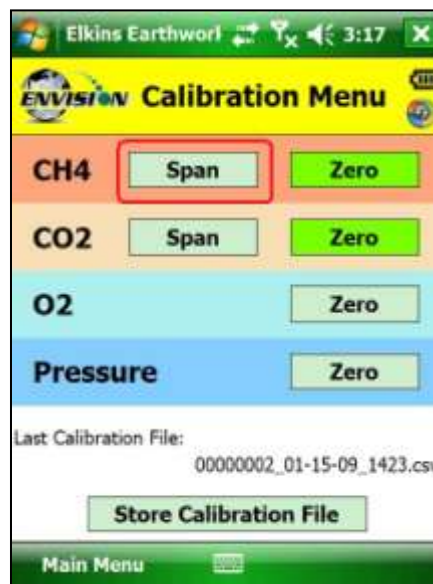 Elkins Earthworl 3:17
ENVISION Calibration Menu
CH4 Span Zero
CO2 Span Zero
O2 Zero
Pressure Zero
Last Calibration File:
00000002_01-15-09_1423.csv
Store Calibration File
Main Menu